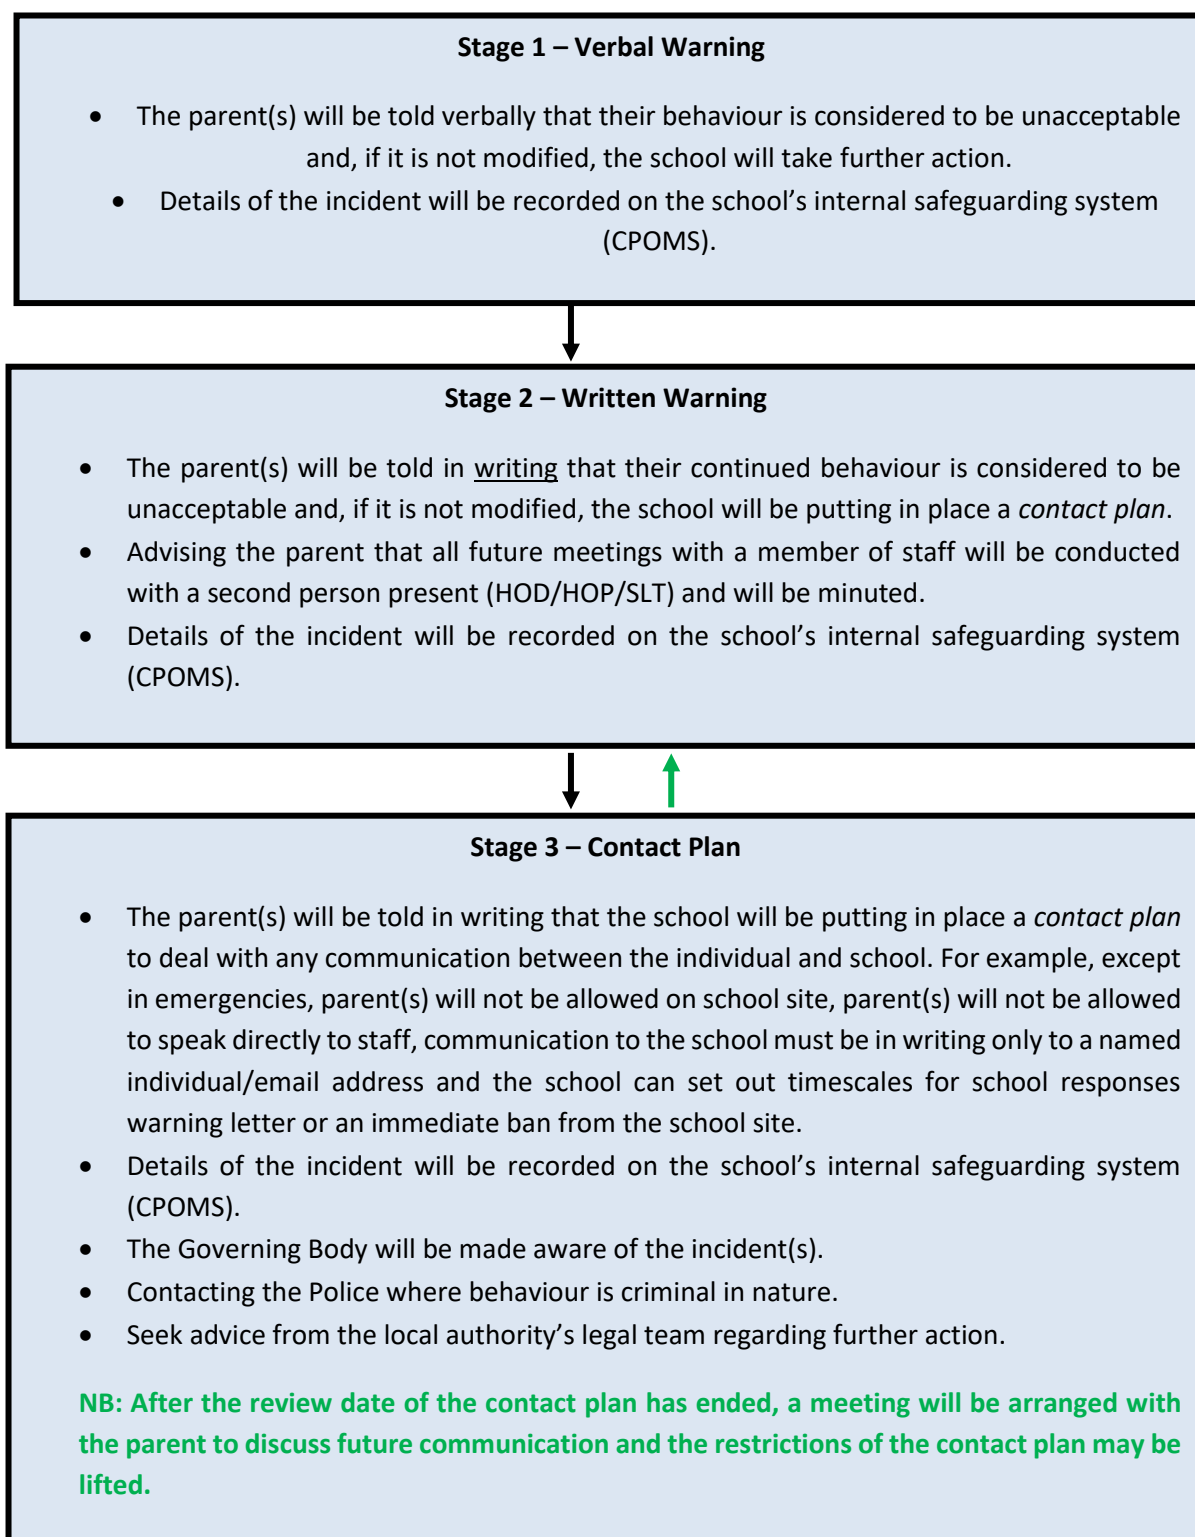 Stage 1 – Verbal Warning
• The parent(s) will be told verbally that their behaviour is considered to be unacceptable
and, if it is not modified, the school will take further action.
• Details of the incident will be recorded on the school’s internal safeguarding system
(CPOMS).
Stage 2 – Written Warning
• The parent(s) will be told in writing that their continued behaviour is considered to be
unacceptable and, if it is not modified, the school will be putting in place a contact plan.
• Advising the parent that all future meetings with a member of staff will be conducted
with a second person present (HOD/HOP/SLT) and will be minuted.
• Details of the incident will be recorded on the school’s internal safeguarding system
(CPOMS).
Stage 3 – Contact Plan
• The parent(s) will be told in writing that the school will be putting in place a contact plan
to deal with any communication between the individual and school. For example, except
in emergencies, parent(s) will not be allowed on school site, parent(s) will not be allowed
to speak directly to staff, communication to the school must be in writing only to a named
individual/email address and the school can set out timescales for school responses
warning letter or an immediate ban from the school site.
• Details of the incident will be recorded on the school’s internal safeguarding system
(CPOMS).
• The Governing Body will be made aware of the incident(s).
• Contacting the Police where behaviour is criminal in nature.
• Seek advice from the local authority’s legal team regarding further action.
NB: After the review date of the contact plan has ended, a meeting will be arranged with
the parent to discuss future communication and the restrictions of the contact plan may be
lifted.